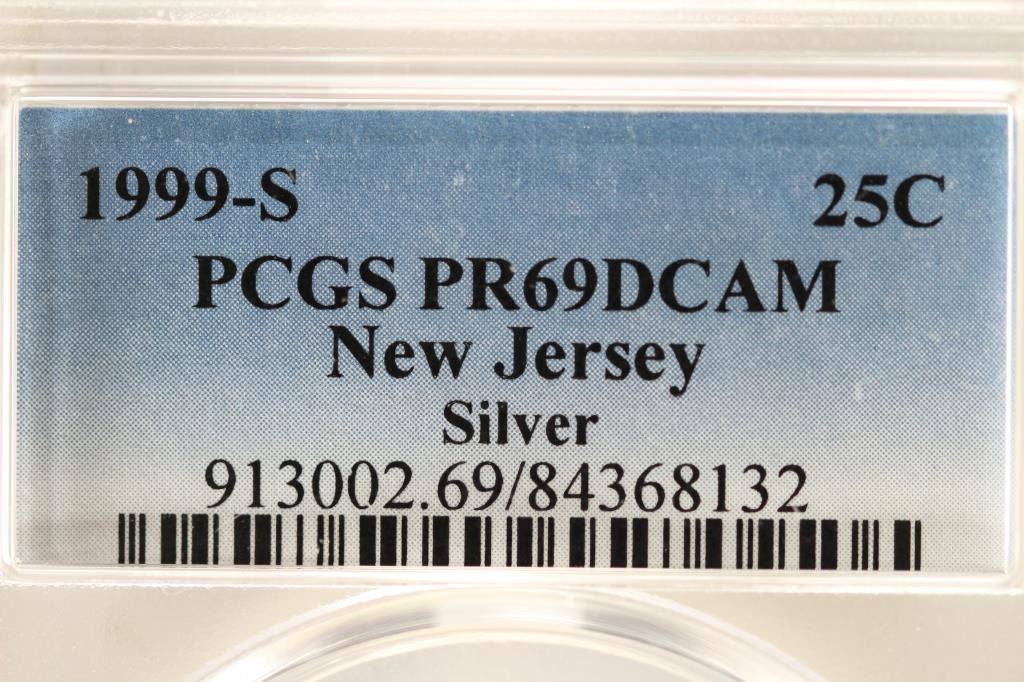 1999-S 25C
PCGS PR69DCAM
New Jersey
Silver
913002.69/84368132